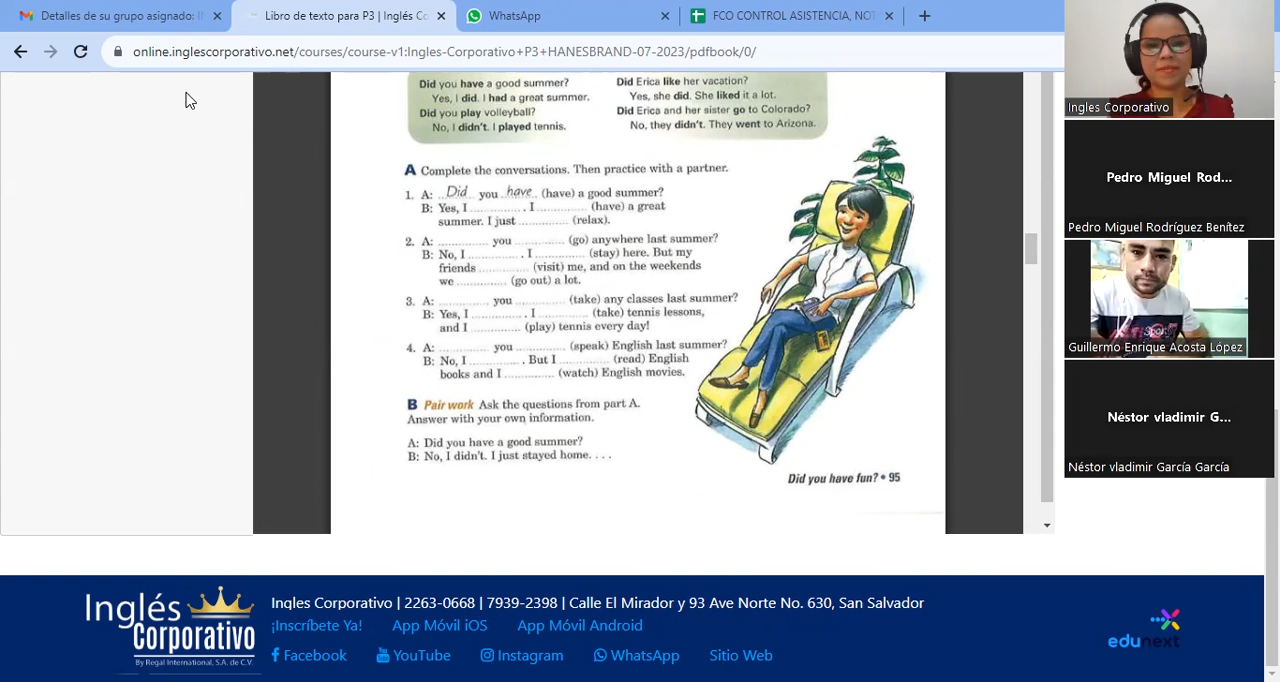 Detalles de su grupo asignado: I
Libro de texto para P3 | Inglés Co
WhatsApp
FCO CONTROL ASISTENCIA, NOT
online.inglescorporativo.net/courses/course-v1:Ingles-Corporativo+P3+HANESBRAND-07-2023/pdfbook/0/
Did you have a good summer?
Yes, I did. I had a great summer.
Did you play volleyball?
No, I didn't. I played tennis.
Did Erica like her vacation?
Yes, she did. She liked it a lot.
Did Erica and her sister go to Colorado?
No, they didn't. They went to Arizona.
A Complete the conversations. Then practice with a partner.
1. A: Did you have (have) a good summer?
B: Yes, I ............ . I ............ (have) a great
summer. I just ............ (relax).
2. A: ............ you ............ (go) anywhere last summer?
B: No, I ............ . I ............ (stay) here. But my
friends ............ (visit) me, and on the weekends
we ............ (go out) a lot.
3. A: ............ you ............ (take) any classes last summer?
B: Yes, I ............ . I ............ (take) tennis lessons,
and I ............ (play) tennis every day!
4. A: ............ you ............ (speak) English last summer?
B: No, I ............ . But I ............ (read) English
books and I ............ (watch) English movies.
B Pair work Ask the questions from part A.
Answer with your own information.
A: Did you have a good summer?
B: No, I didn't. I just stayed home. . . .
Did you have fun? • 95
Ingles Corporativo
Pedro Miguel Rod...
Pedro Miguel Rodríguez Benítez
Guillermo Enrique Acosta López
Néstor vladimir G...
Néstor vladimir García García
Inglés
Corporativo
By Regal International, S.A. de C.V.
Ingles Corporativo | 2263-0668 | 7939-2398 | Calle El Mirador y 93 Ave Norte No. 630, San Salvador
¡Inscríbete Ya! App Móvil iOS App Móvil Android
Facebook YouTube Instagram WhatsApp Sitio Web
edunext